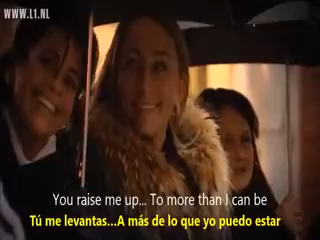 WWW.L1.NL
You raise me up... To more than I can be
Tú me levantas...A más de lo que yo puedo estar